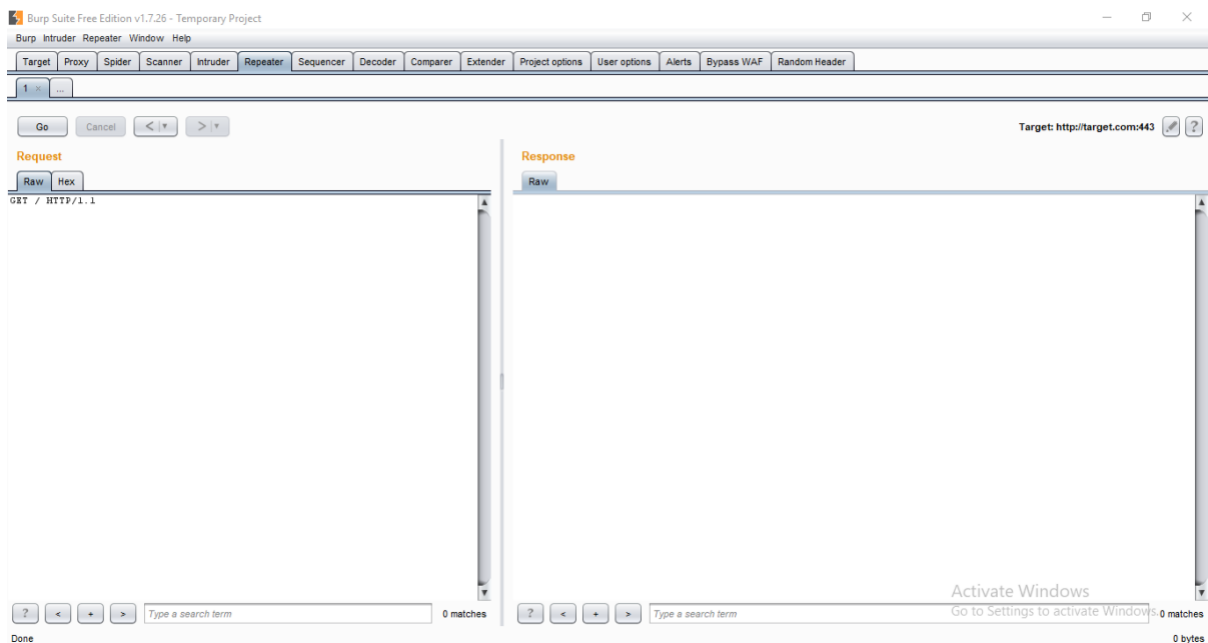 Burp Suite Free Edition v1.7.26 - Temporary Project
Burp Intruder Repeater Window Help
Target Proxy Spider Scanner Intruder Repeater Sequencer Decoder Comparer Extender Project options User options Alerts Bypass WAF Random Header
1 × ...
Go Cancel < > Target: http://target.com:443 ?
Request Response
Raw Hex Raw
GET / HTTP/1.1
Activate Windows
Go to Settings to activate Windows.
? < + > Type a search term 0 matches ? < + > Type a search term 0 matches
Done 0 bytes